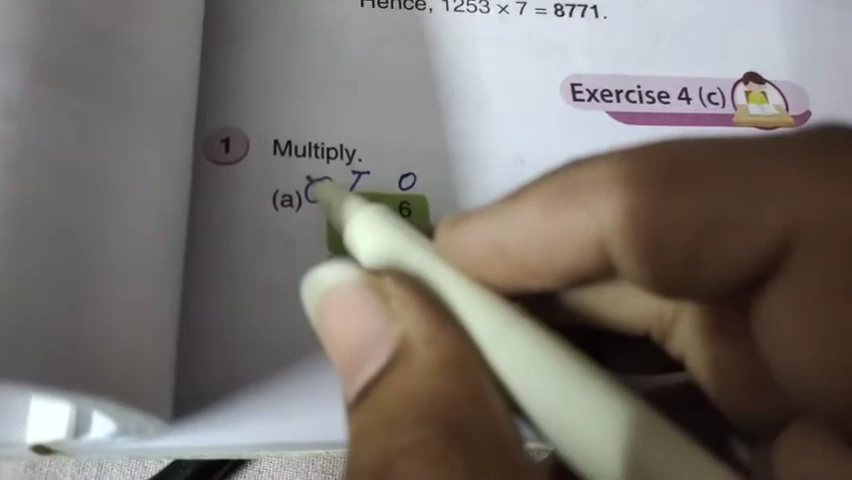 Hence, 1253 × 7 = 8771.
Exercise 4 (c)
1 Multiply.
T O
(a) 6